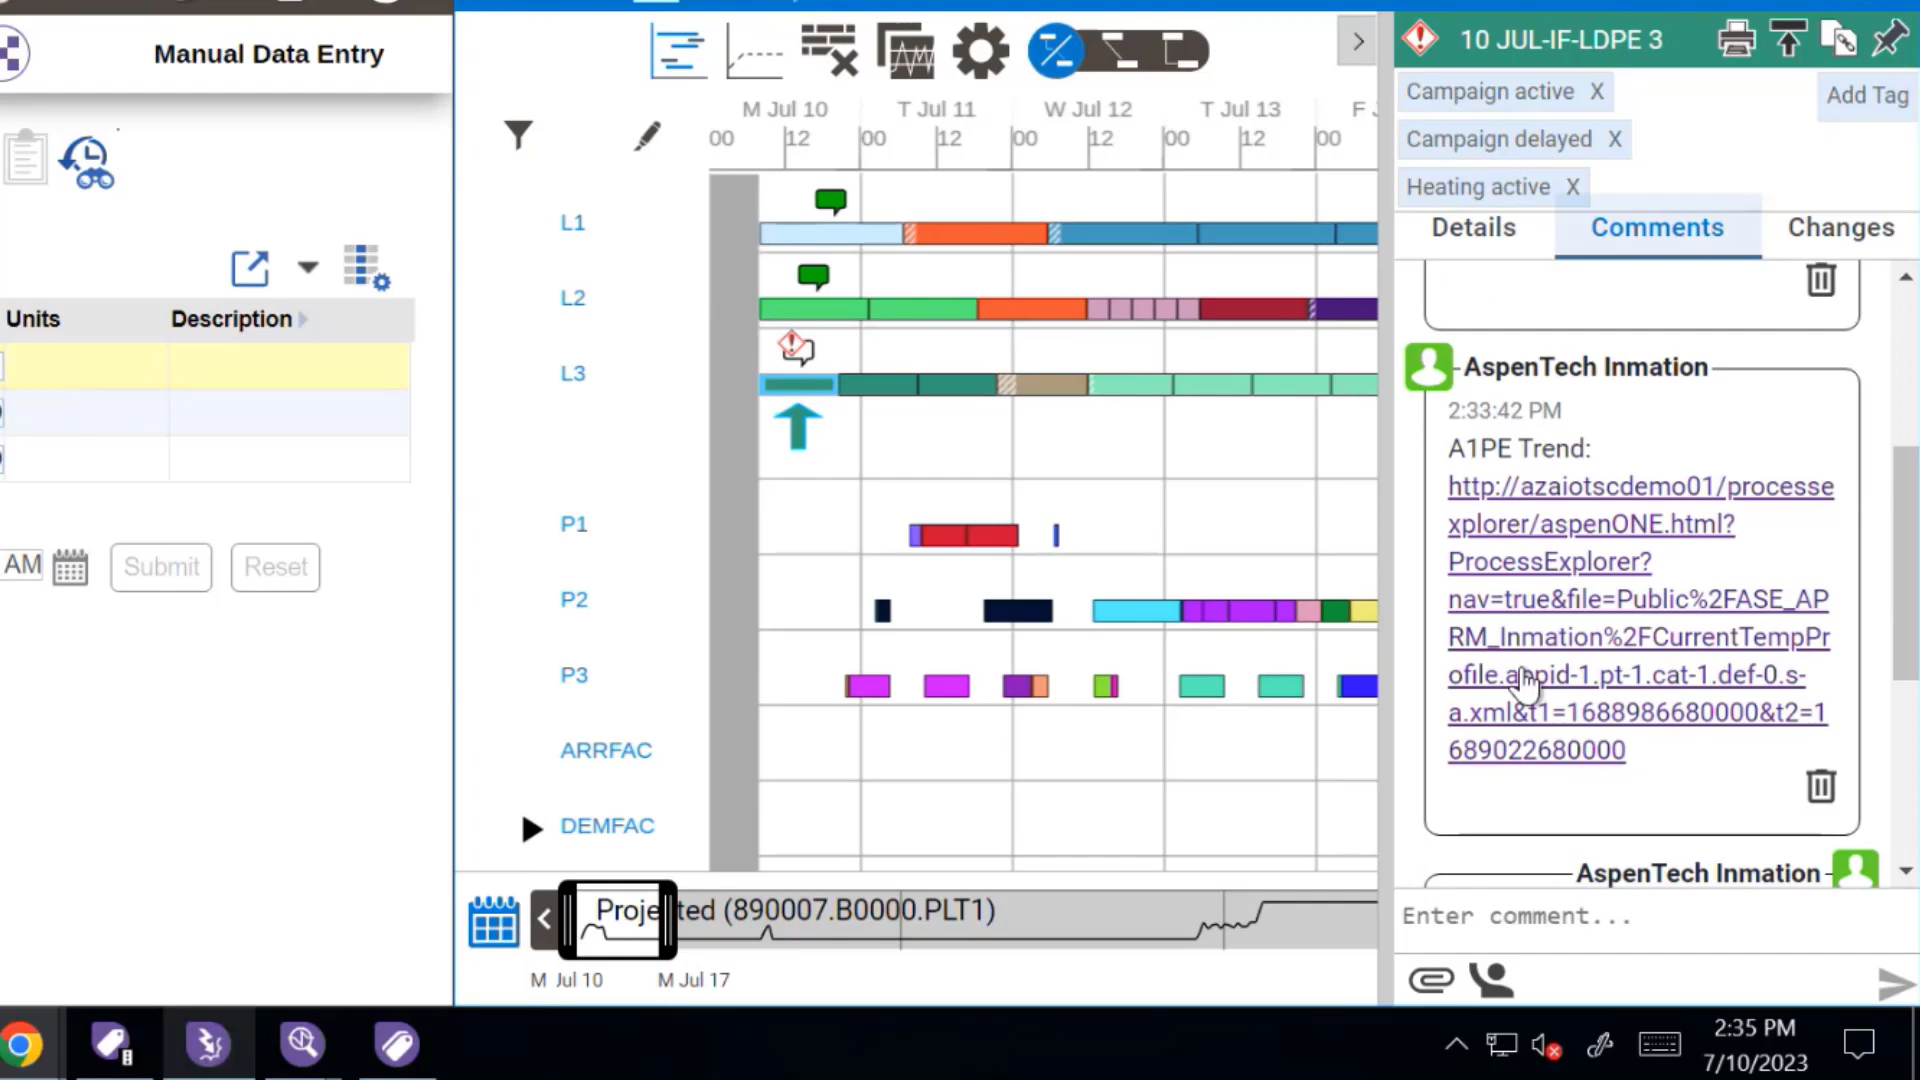 Manual Data Entry
Units
Description
AM
Submit
Reset
M Jul 10
T Jul 11
W Jul 12
T Jul 13
F J
00
12
00
12
00
12
00
12
00
L1
L2
L3
P1
P2
P3
ARRFAC
DEMFAC
Projected (890007.B0000.PLT1)
M Jul 10
M Jul 17
10 JUL-IF-LDPE 3
Campaign active X
Add Tag
Campaign delayed X
Heating active X
Details
Comments
Changes
AspenTech Inmation
2:33:42 PM
A1PE Trend:
http://azaiotscdemo01/processe
xplorer/aspenONE.html?
ProcessExplorer?
nav=true&file=Public%2FASE_AP
RM_Inmation%2FCurrentTempPr
ofile.appid-1.pt-1.cat-1.def-0.s-
a.xml&t1=1688986680000&t2=1
689022680000
AspenTech Inmation
Enter comment...
2:35 PM
7/10/2023